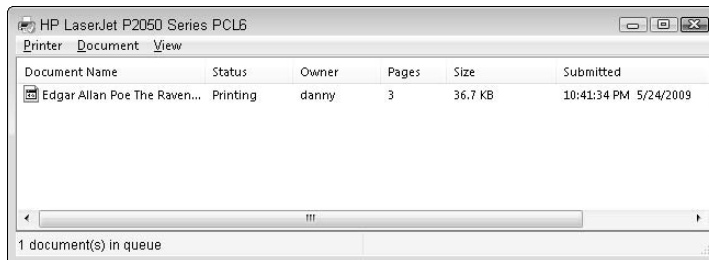 HP LaserJet P2050 Series PCL6
Printer Document View
Document Name Status Owner Pages Size Submitted
Edgar Allan Poe The Raven... Printing danny 3 36.7 KB 10:41:34 PM 5/24/2009
1 document(s) in queue